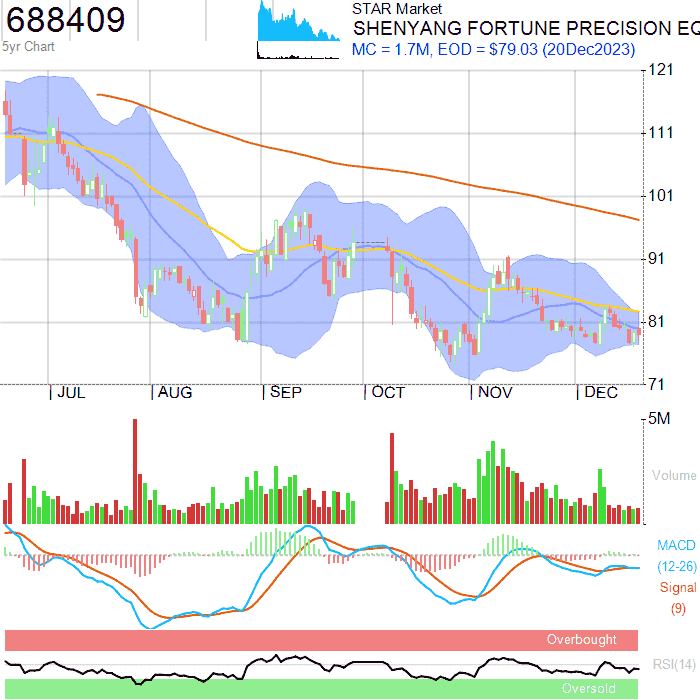 688409
5yr Chart
STAR Market
SHENYANG FORTUNE PRECISION EQ
MC = 1.7M, EOD = $79.03 (20Dec2023)
121
111
101
91
81
71
JUL
AUG
SEP
OCT
NOV
DEC
5M
Volume
MACD
(12-26)
Signal
(9)
Overbought
RSI(14)
Oversold